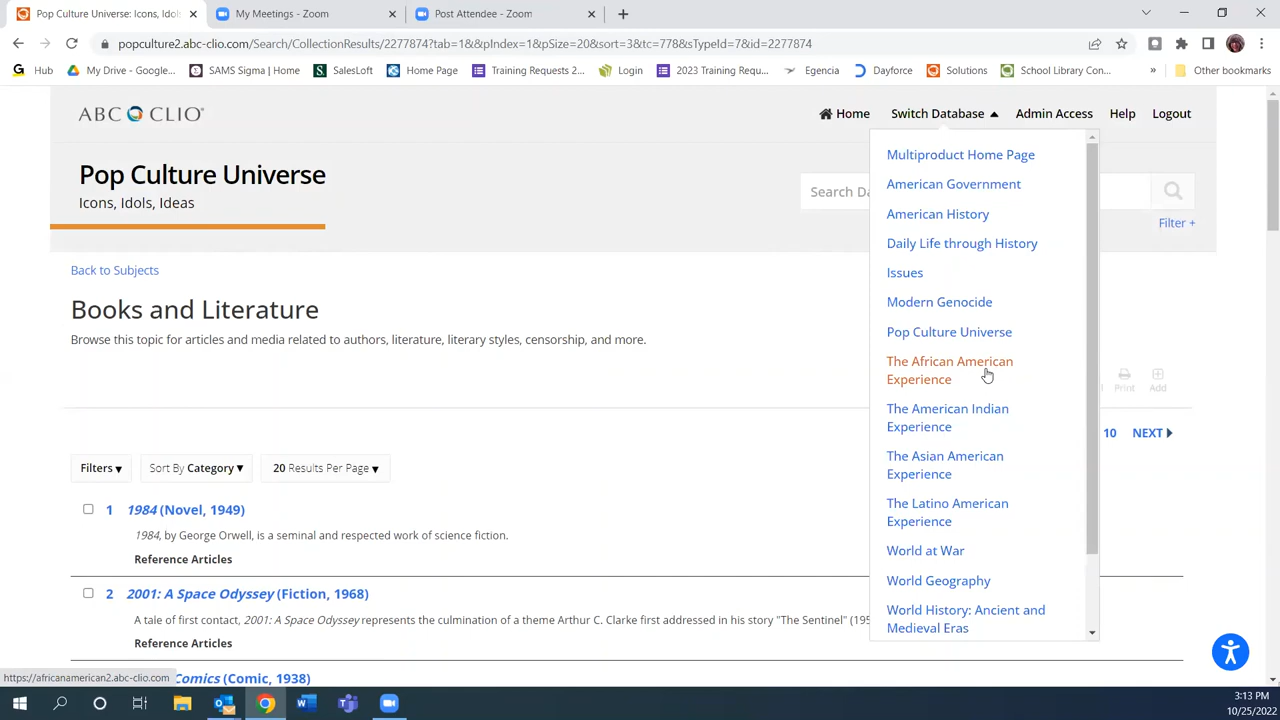 Pop Culture Universe: Icons, Idols
My Meetings - Zoom
Post Attendee - Zoom
popculture2.abc-clio.com/Search/CollectionResults/2277874?tab=1&pIndex=1&pSize=20&sort=3&tc=778&sTypeId=7&id=2277874
Hub
My Drive - Google...
SAMS Sigma | Home
SalesLoft
Home Page
Training Requests 2...
Login
2023 Training Requ...
Egencia
Dayforce
Solutions
School Library Con...
»
Other bookmarks
ABC CLIO
Home
Switch Database
Admin Access
Help
Logout
Pop Culture Universe
Icons, Idols, Ideas
Search Da
Filter +
Multiproduct Home Page
American Government
American History
Daily Life through History
Issues
Modern Genocide
Pop Culture Universe
The African American
Experience
The American Indian
Experience
The Asian American
Experience
The Latino American
Experience
World at War
World Geography
World History: Ancient and
Medieval Eras
Back to Subjects
Books and Literature
Browse this topic for articles and media related to authors, literature, literary styles, censorship, and more.
Print
Add
10
NEXT
Filters
Sort By Category
20 Results Per Page
1 1984 (Novel, 1949)
1984, by George Orwell, is a seminal and respected work of science fiction.
Reference Articles
2 2001: A Space Odyssey (Fiction, 1968)
A tale of first contact, 2001: A Space Odyssey represents the culmination of a theme Arthur C. Clarke first addressed in his story "The Sentinel" (195
Reference Articles
Comics (Comic, 1938)
https://africanamerican2.abc-clio.com
3:13 PM
10/25/2022